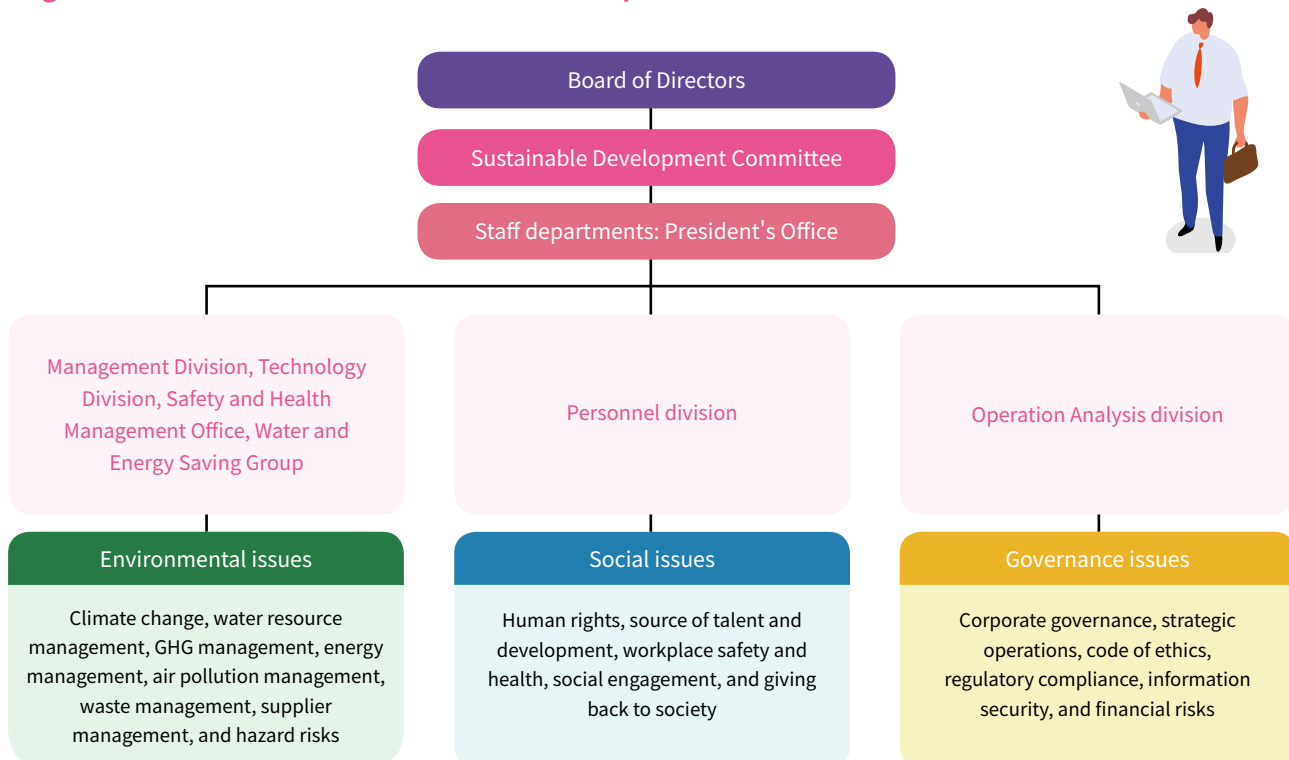 Board of Directors
Sustainable Development Committee
Staff departments: President's Office
Management Division, Technology
Division, Safety and Health
Management Office, Water and
Energy Saving Group
Personnel division
Operation Analysis division
Environmental issues
Climate change, water resource
management, GHG management, energy
management, air pollution management,
waste management, supplier
management, and hazard risks
Social issues
Human rights, source of talent and
development, workplace safety and
health, social engagement, and giving
back to society
Governance issues
Corporate governance, strategic
operations, code of ethics,
regulatory compliance, information
security, and financial risks